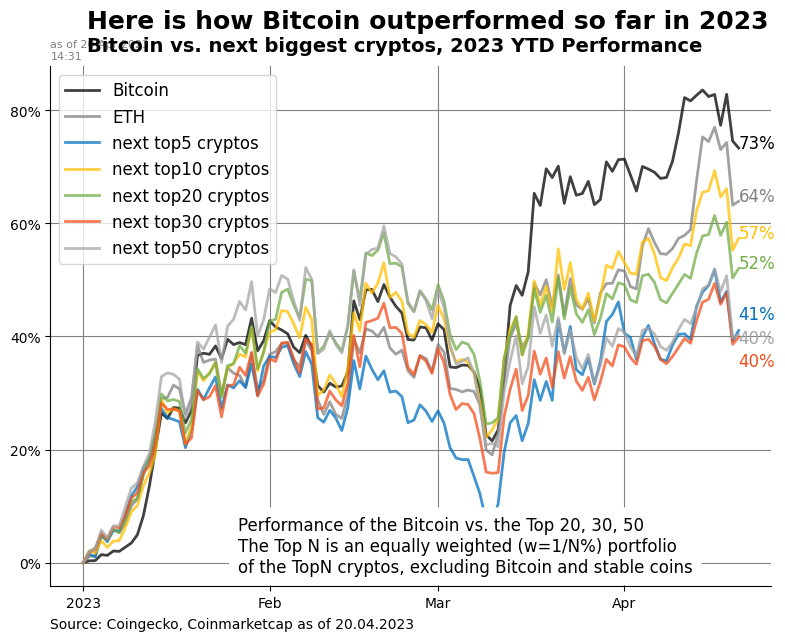 Here is how Bitcoin outperformed so far in 2023
Bitcoin vs. next biggest cryptos, 2023 YTD Performance
as of
14:31
Bitcoin
ETH
next top5 cryptos
next top10 cryptos
next top20 cryptos
next top30 cryptos
next top50 cryptos
80%
60%
40%
20%
0%
73%
64%
57%
52%
41%
40%
40%
Performance of the Bitcoin vs. the Top 20, 30, 50
The Top N is an equally weighted (w=1/N%) portfolio
of the TopN cryptos, excluding Bitcoin and stable coins
2023 Feb Mar Apr
Source: Coingecko, Coinmarketcap as of 20.04.2023